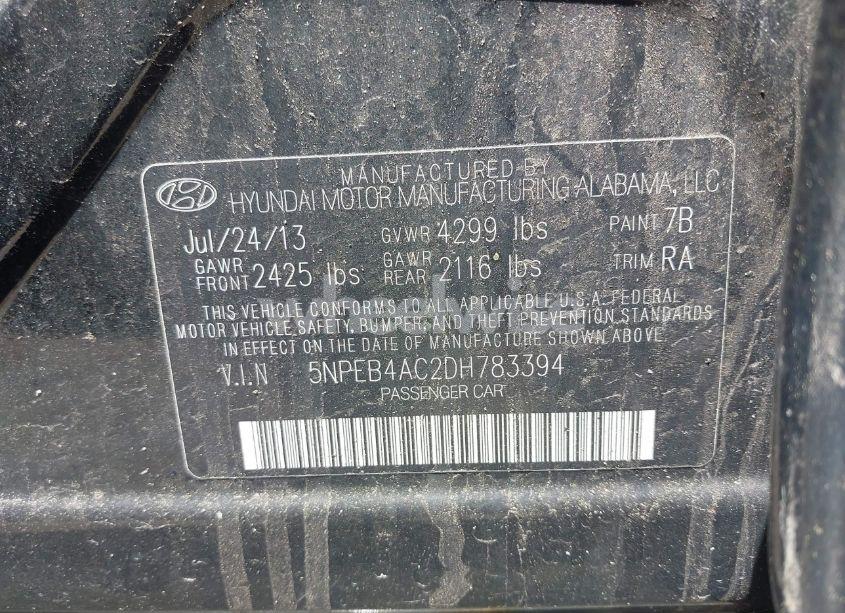 MANUFACTURED BY
HYUNDAI MOTOR MANUFACTURING ALABAMA, LLC
Jul/24/13 GVWR 4299 lbs PAINT 7B
GAWR FRONT 2425 lbs GAWR REAR 2116 lbs TRIM RA
THIS VEHICLE CONFORMS TO ALL APPLICABLE U.S.A. FEDERAL
MOTOR VEHICLE SAFETY, BUMPER, AND THEFT PREVENTION STANDARDS
IN EFFECT ON THE DATE OF MANUFACTURE SHOWN ABOVE
V.I.N 5NPEB4AC2DH783394
PASSENGER CAR